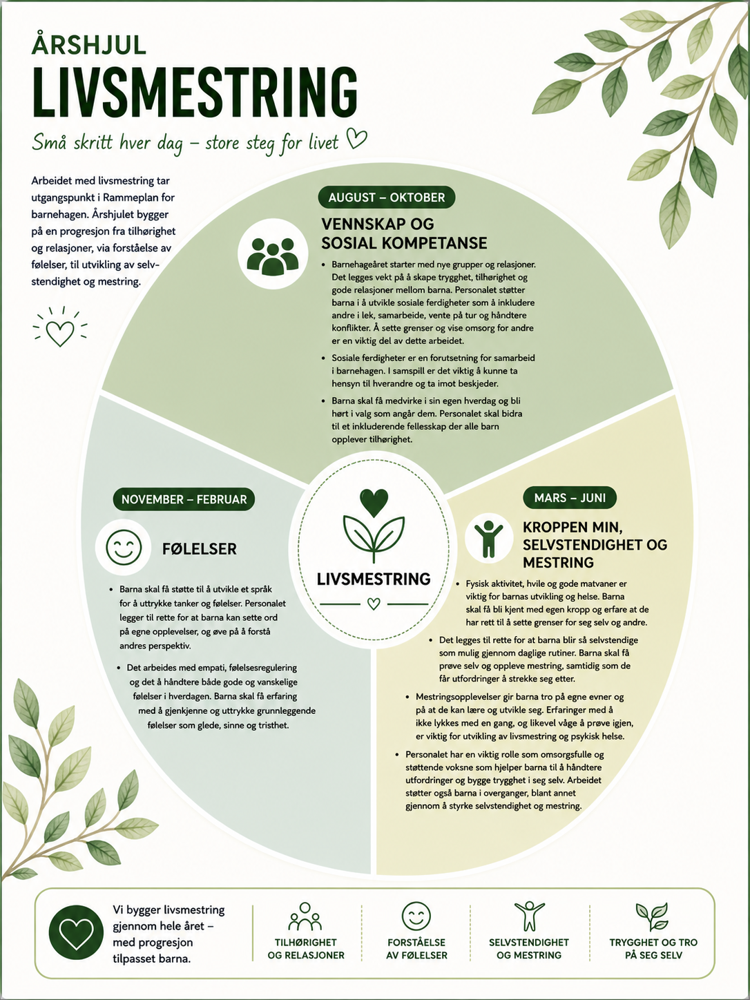 ÅRSHJUL
LIVSMESTRING
Små skritt hver dag – store steg for livet
Arbeidet med livsmestring tar
utgangspunkt i Rammeplan for
barnehagen. Årshjulet bygger
på en progresjon fra tilhørighet
og relasjoner, via forståelse av
følelser, til utvikling av selv-
stendighet og mestring.
AUGUST – OKTOBER
VENNSKAP OG
SOSIAL KOMPETANSE
• Barnehageåret starter med nye grupper og relasjoner.
Det legges vekt på å skape trygghet, tilhørighet og
gode relasjoner mellom barna. Personalet støtter
barna i å utvikle sosiale ferdigheter som å inkludere
andre i lek, samarbeide, vente på tur og håndtere
konflikter. Å sette grenser og vise omsorg for andre
er en viktig del av dette arbeidet.
• Sosiale ferdigheter er en forutsetning for samarbeid
i barnehagen. I samspill er det viktig å kunne ta
hensyn til hverandre og ta imot beskjeder.
• Barna skal få medvirke i sin egen hverdag og bli
hørt i valg som angår dem. Personalet skal bidra
til et inkluderende fellesskap der alle barn
opplever tilhørighet.
NOVEMBER – FEBRUAR
FØLELSER
• Barna skal få støtte til å utvikle et språk
for å uttrykke tanker og følelser. Personalet
legger til rette for at barna kan sette ord
på egne opplevelser, og øve på å forstå
andres perspektiv.
• Det arbeides med empati, følelsesregulering
og det å håndtere både gode og vanskelige
følelser i hverdagen. Barna skal få erfaring
med å gjenkjenne og uttrykke grunnleggende
følelser som glede, sinne og tristhet.
LIVSMESTRING
MARS – JUNI
KROPPEN MIN,
SELVSTENDIGHET OG
MESTRING
• Fysisk aktivitet, hvile og gode matvaner er
viktig for barnas utvikling og helse. Barna
skal få bli kjent med egen kropp og erfare at de
har rett til å sette grenser for seg selv og andre.
• Det legges til rette for at barna blir så selvstendige
som mulig gjennom daglige rutiner. Barna skal få
prøve selv og oppleve mestring, samtidig som de
får utfordringer å strekke seg etter.
• Mestringsopplevelser gir barna tro på egne evner og
på at de kan lære og utvikle seg. Erfaringer med å
ikke lykkes med en gang, og likevel våge å prøve igjen,
er viktig for utvikling av livsmestring og psykisk helse.
• Personalet har en viktig rolle som omsorgsfulle og
støttende voksne som hjelper barna til å håndtere
utfordringer og bygge trygghet i seg selv. Arbeidet
støtter også barna i overganger, blant annet
gjennom å styrke selvstendighet og mestring.
Vi bygger livsmestring
gjennom hele året –
med progresjon
tilpasset barna.
TILHØRIGHET
OG RELASJONER
FORSTÅELSE
AV FØLELSER
SELVSTENDIGHET
OG MESTRING
TRYGGHET OG TRO
PÅ SEG SELV